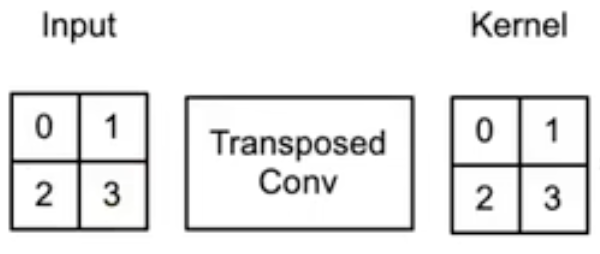 Input
Kernel
0 1
2 3
Transposed
Conv
0 1
2 3